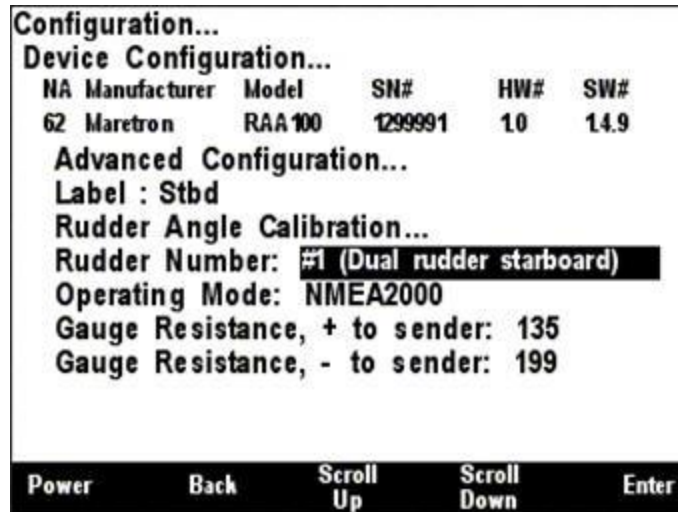 Configuration...
Device Configuration...
NA Manufacturer Model SN# HW# SW#
62 Maretron RAA100 1299991 1.0 1.4.9
Advanced Configuration...
Label : Stbd
Rudder Angle Calibration...
Rudder Number: #1 (Dual rudder starboard)
Operating Mode: NMEA2000
Gauge Resistance, + to sender: 135
Gauge Resistance, - to sender: 199
Power Back Scroll Up Scroll Down Enter